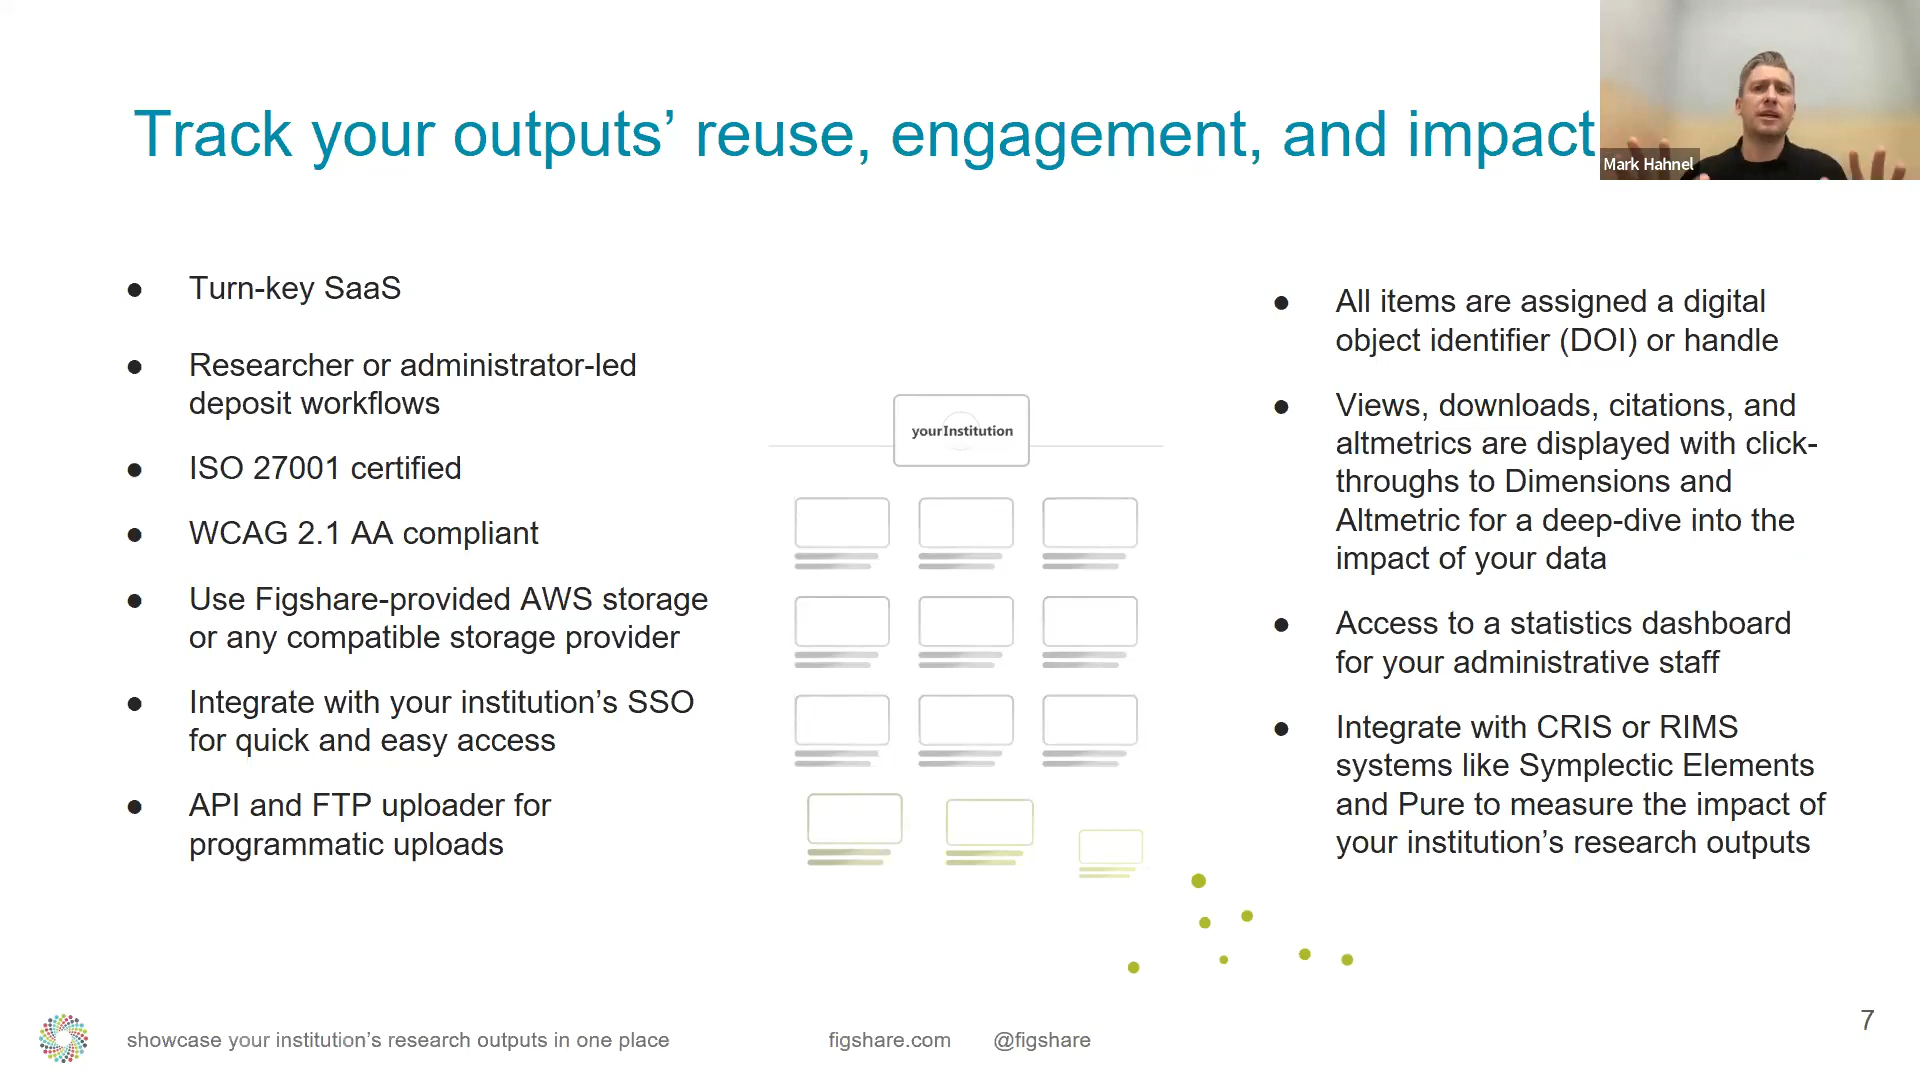 Track your outputs’ reuse, engagement, and impact
Mark Hahnel
● Turn-key SaaS
● Researcher or administrator-led
deposit workflows
● ISO 27001 certified
● WCAG 2.1 AA compliant
● Use Figshare-provided AWS storage
or any compatible storage provider
● Integrate with your institution’s SSO
for quick and easy access
● API and FTP uploader for
programmatic uploads
yourInstitution
● All items are assigned a digital
object identifier (DOI) or handle
● Views, downloads, citations, and
altmetrics are displayed with click-
throughs to Dimensions and
Altmetric for a deep-dive into the
impact of your data
● Access to a statistics dashboard
for your administrative staff
● Integrate with CRIS or RIMS
systems like Symplectic Elements
and Pure to measure the impact of
your institution’s research outputs
showcase your institution’s research outputs in one place
figshare.com
@figshare
7